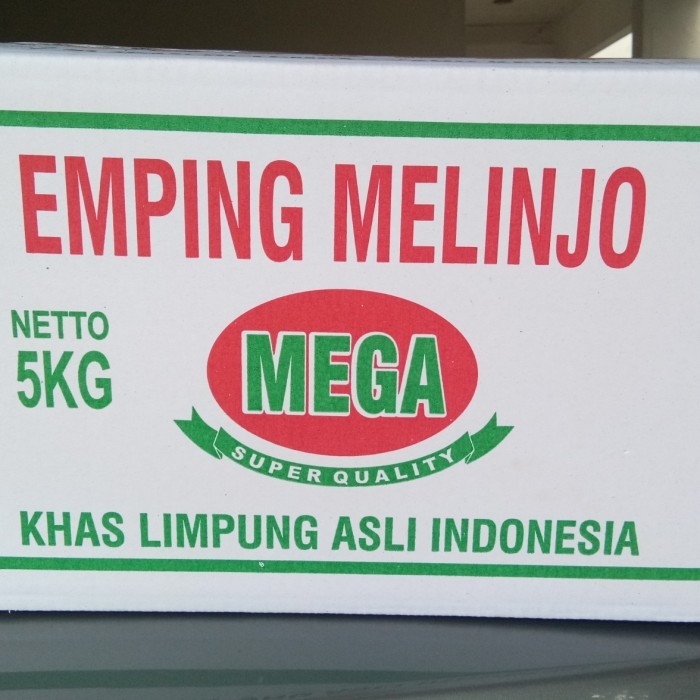 EMPING MELINJO
NETTO
5KG
MEGA
SUPER QUALITY
KHAS LIMPUNG ASLI INDONESIA